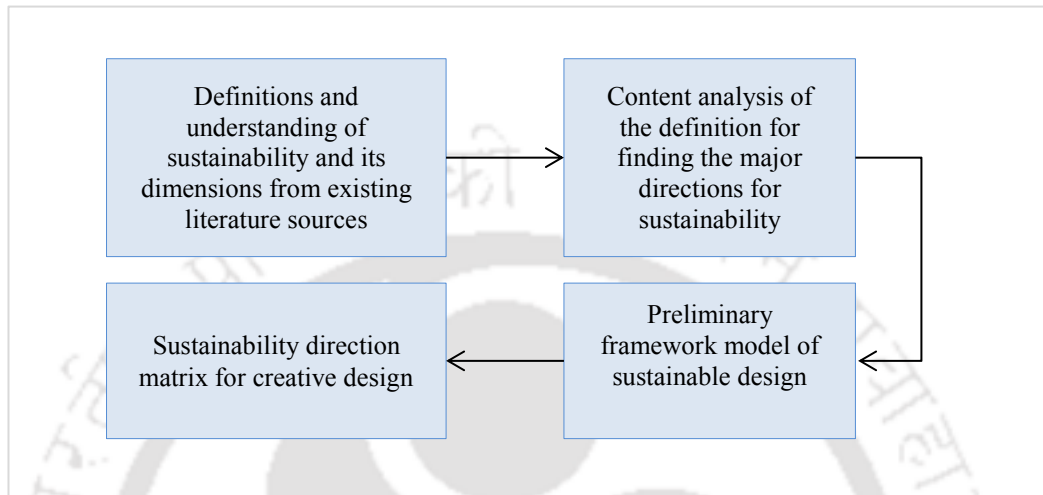 Definitions and
understanding of
sustainability and its
dimensions from existing
literature sources
Content analysis of
the definition for
finding the major
directions for
sustainability
Preliminary
framework model of
sustainable design
Sustainability direction
matrix for creative design